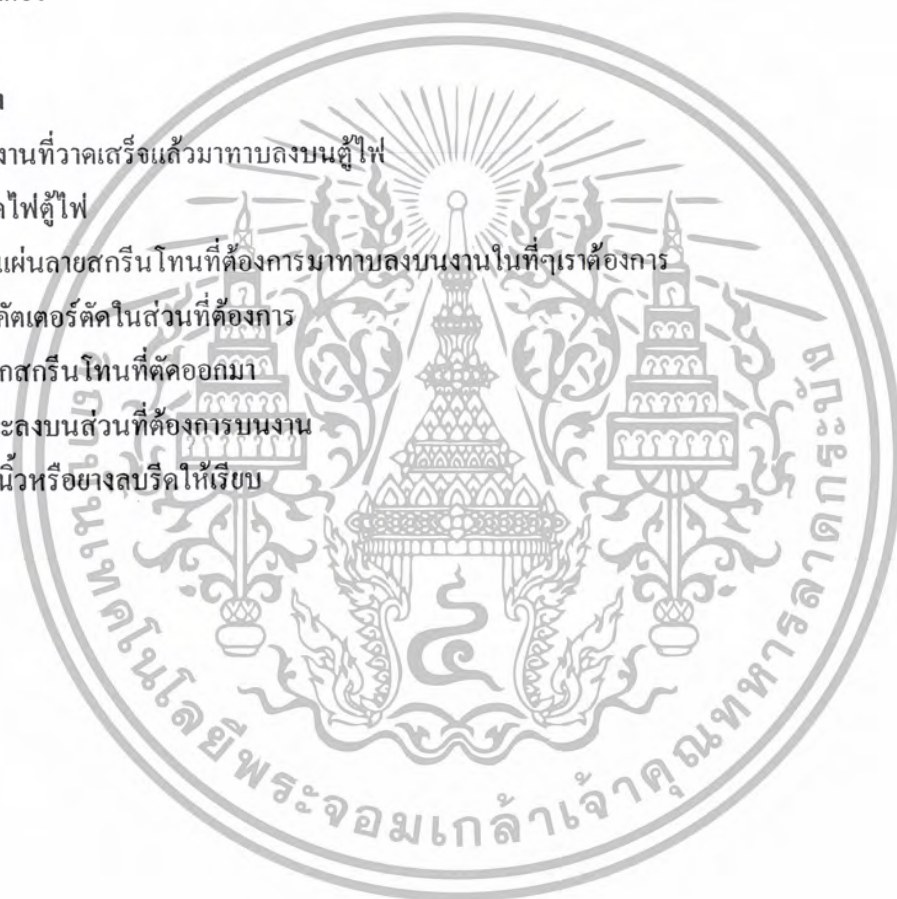 งานที่วาดเสร็จแล้วมาทาบลงบนตู้ไฟ
ไฟตู้ไฟ
แผ่นลายสกรีนโทนที่ต้องการมาทาบลงบนงานในที่ๆเราต้องการ
คัตเตอร์ตัดในส่วนที่ต้องการ
สกรีนโทนที่ตัดออกมา
ลงบนส่วนที่ต้องการบนงาน
นิ้วหรือยางลบรีดให้เรียบ
เทคโนโลยีพระจอมเกล้าเจ้าคุณทหารลาดกระบัง